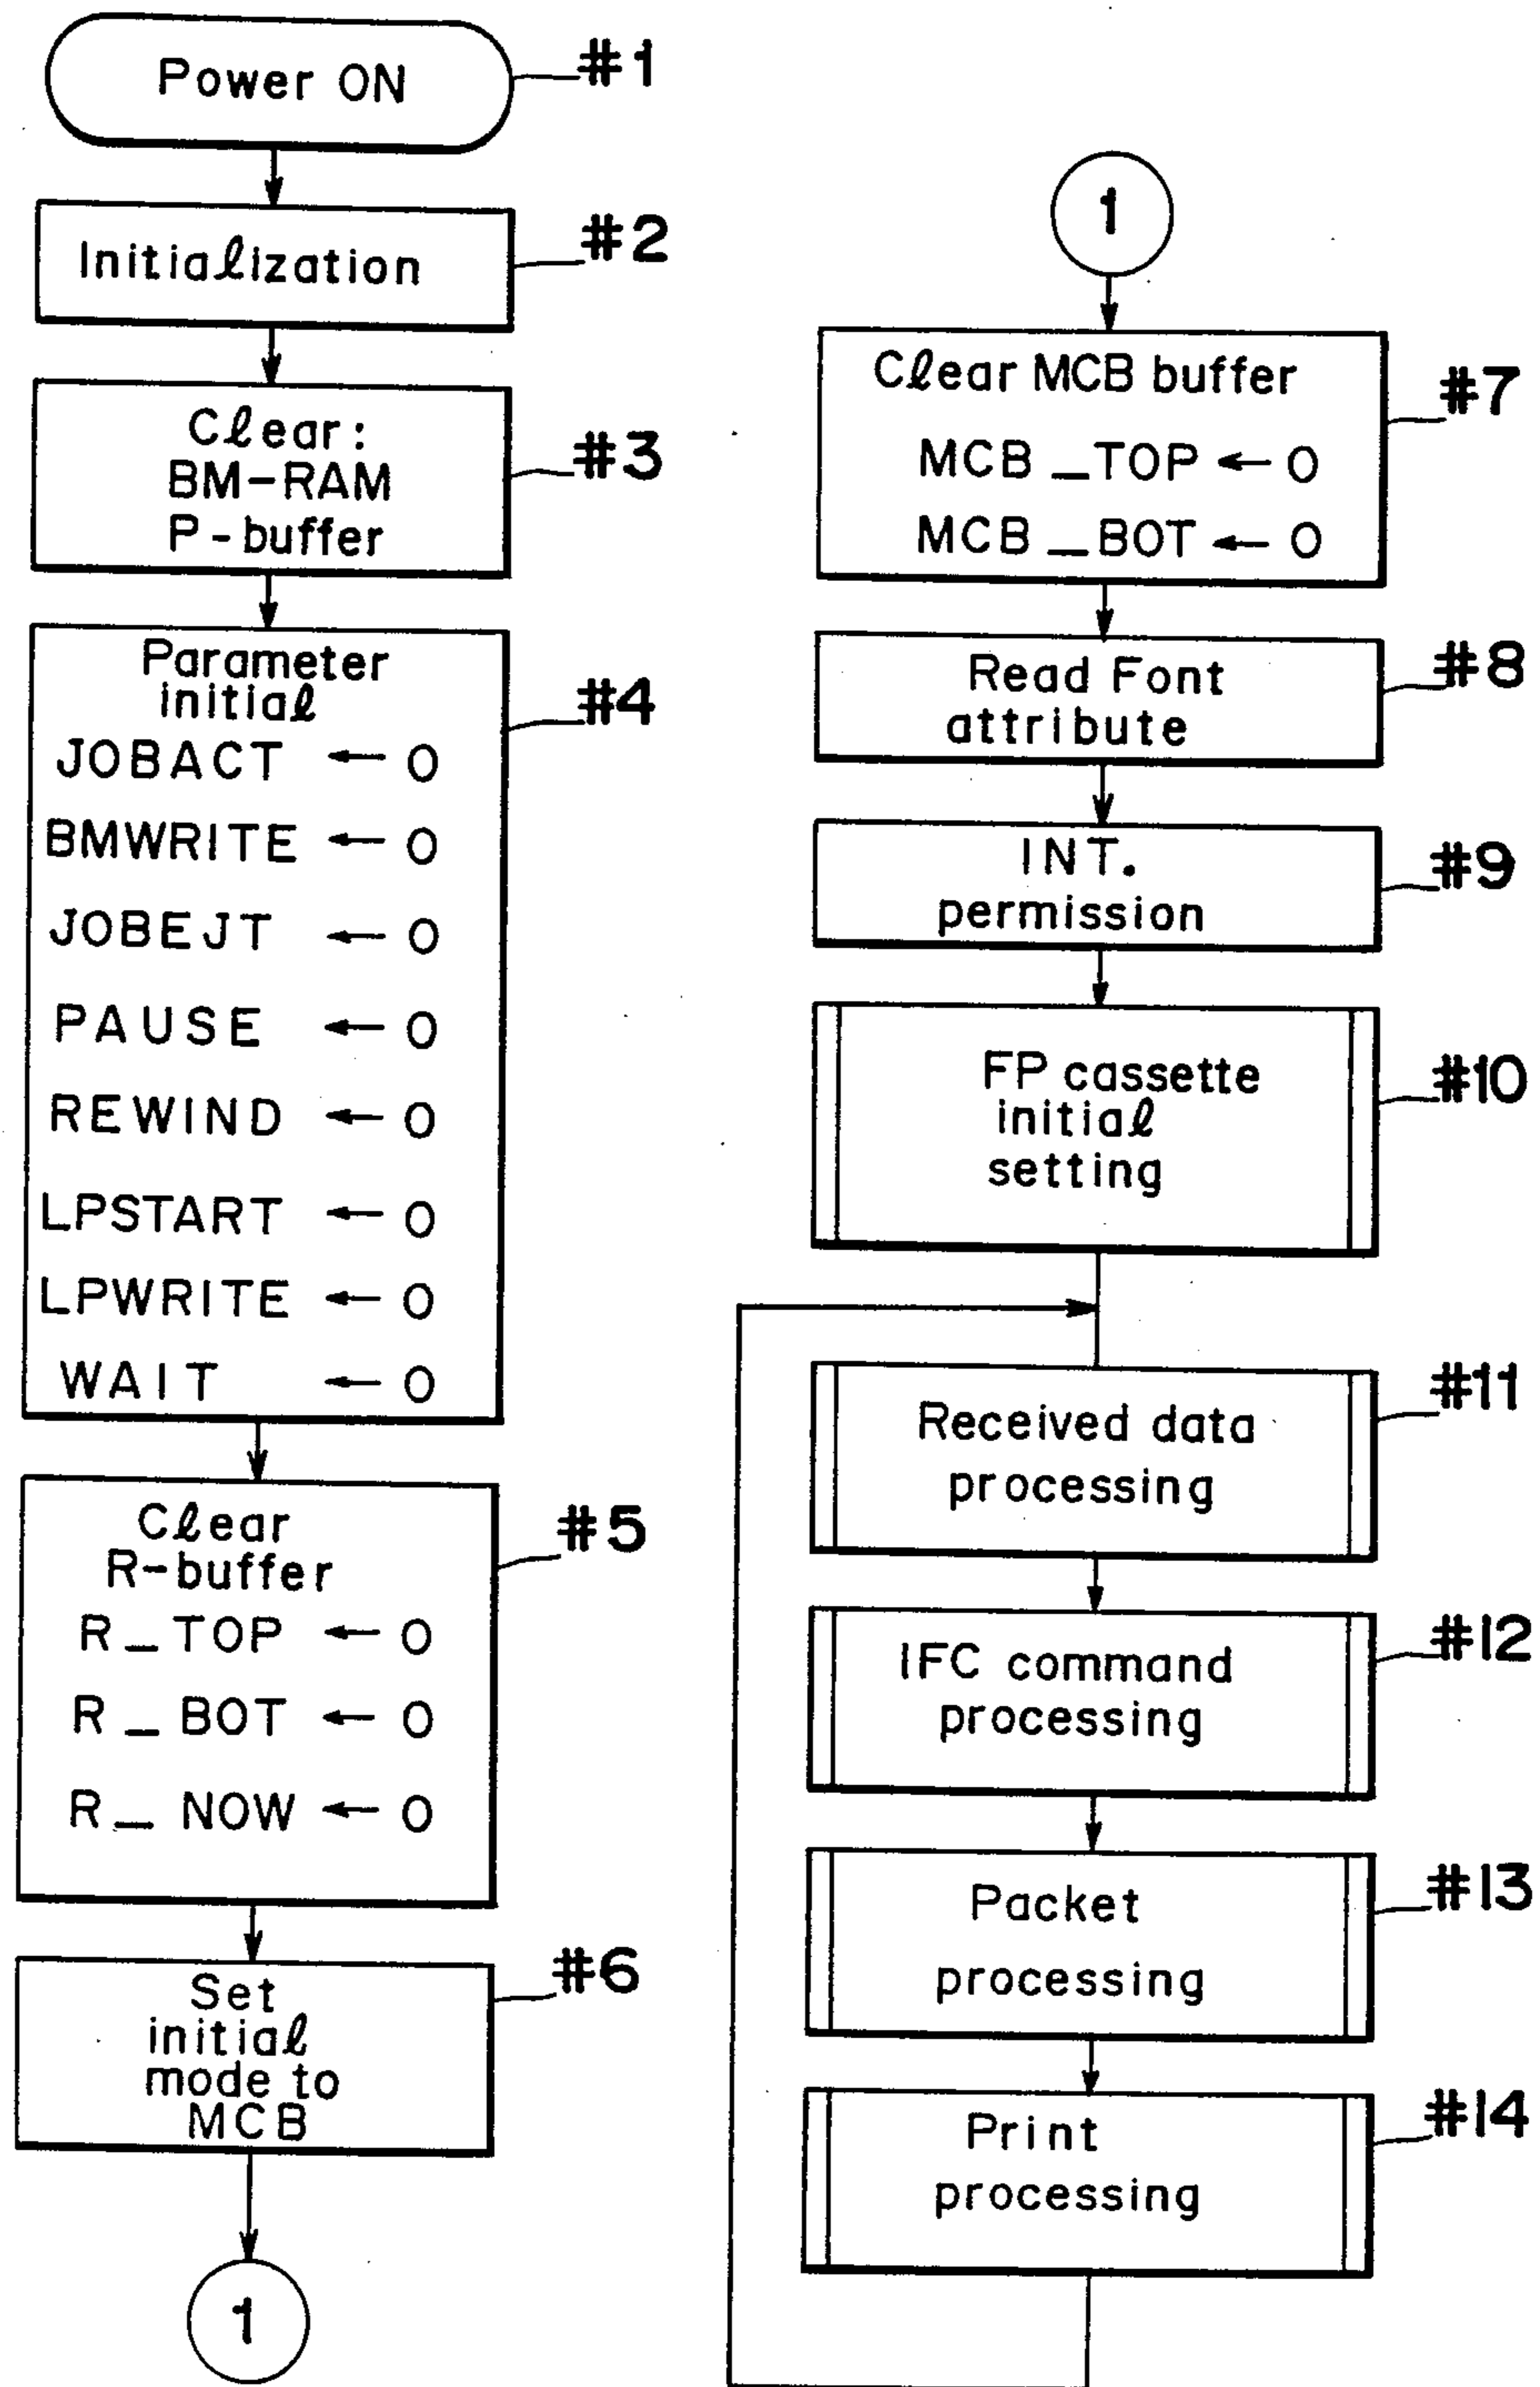 Power ON
#1
Initialization
#2
Clear:
BM-RAM
P-buffer
#3
Parameter
initial
#4
JOBACT ← 0
BMWRITE ← 0
JOBEJT ← 0
PAUSE ← 0
REWIND ← 0
LPSTART ← 0
LPWRITE ← 0
WAIT ← 0
Clear
R-buffer
#5
R_TOP ← 0
R_BOT ← 0
R_NOW ← 0
Set
initial
mode to
MCB
#6
1
1
Clear MCB buffer
#7
MCB_TOP ← 0
MCB_BOT ← 0
Read Font
attribute
#8
INT.
permission
#9
FP cassette
initial
setting
#10
Received data
processing
#11
IFC command
processing
#12
Packet
processing
#13
Print
processing
#14